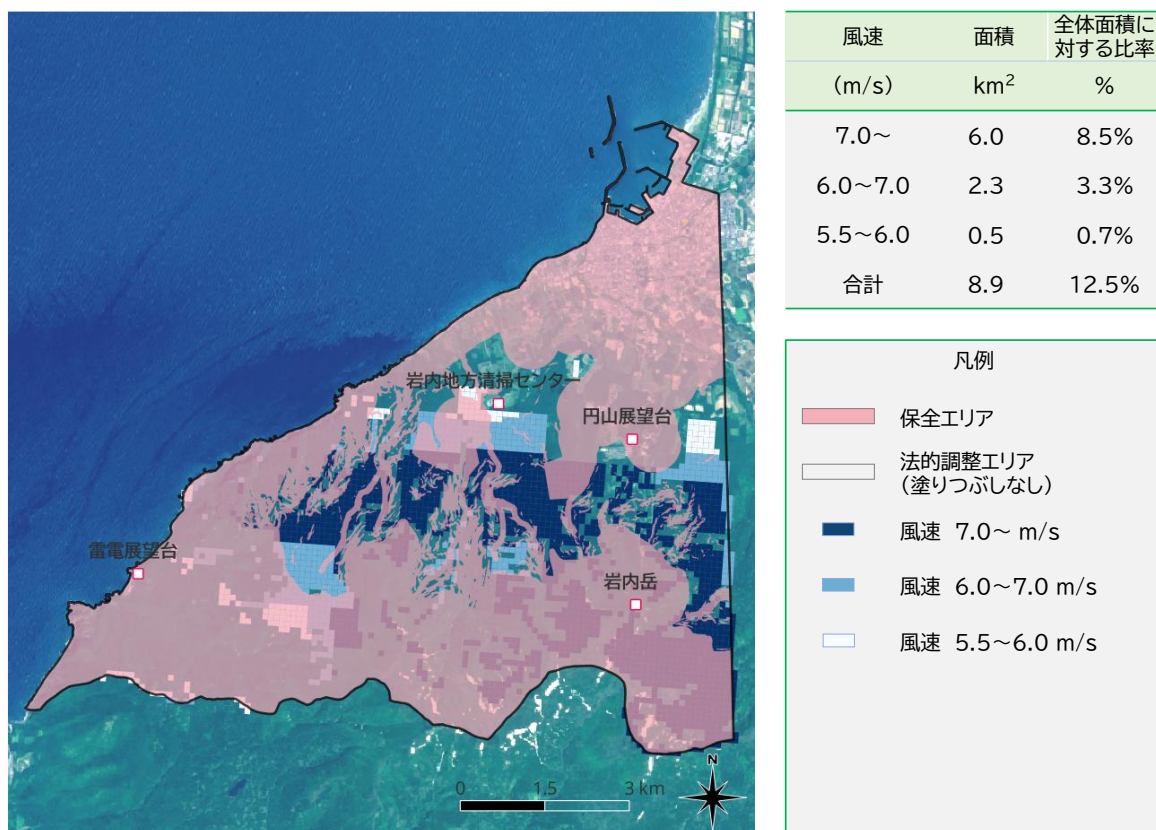 岩内地方清掃センター
円山展望台
雷電展望台
岩内岳
0 1.5 3 km
N
風速 面積 全体面積に
対する比率
(m/s) km² %
7.0～ 6.0 8.5%
6.0～7.0 2.3 3.3%
5.5～6.0 0.5 0.7%
合計 8.9 12.5%
凡例
保全エリア
法的調整エリア
（塗りつぶしなし）
風速 7.0～ m/s
風速 6.0～7.0 m/s
風速 5.5～6.0 m/s